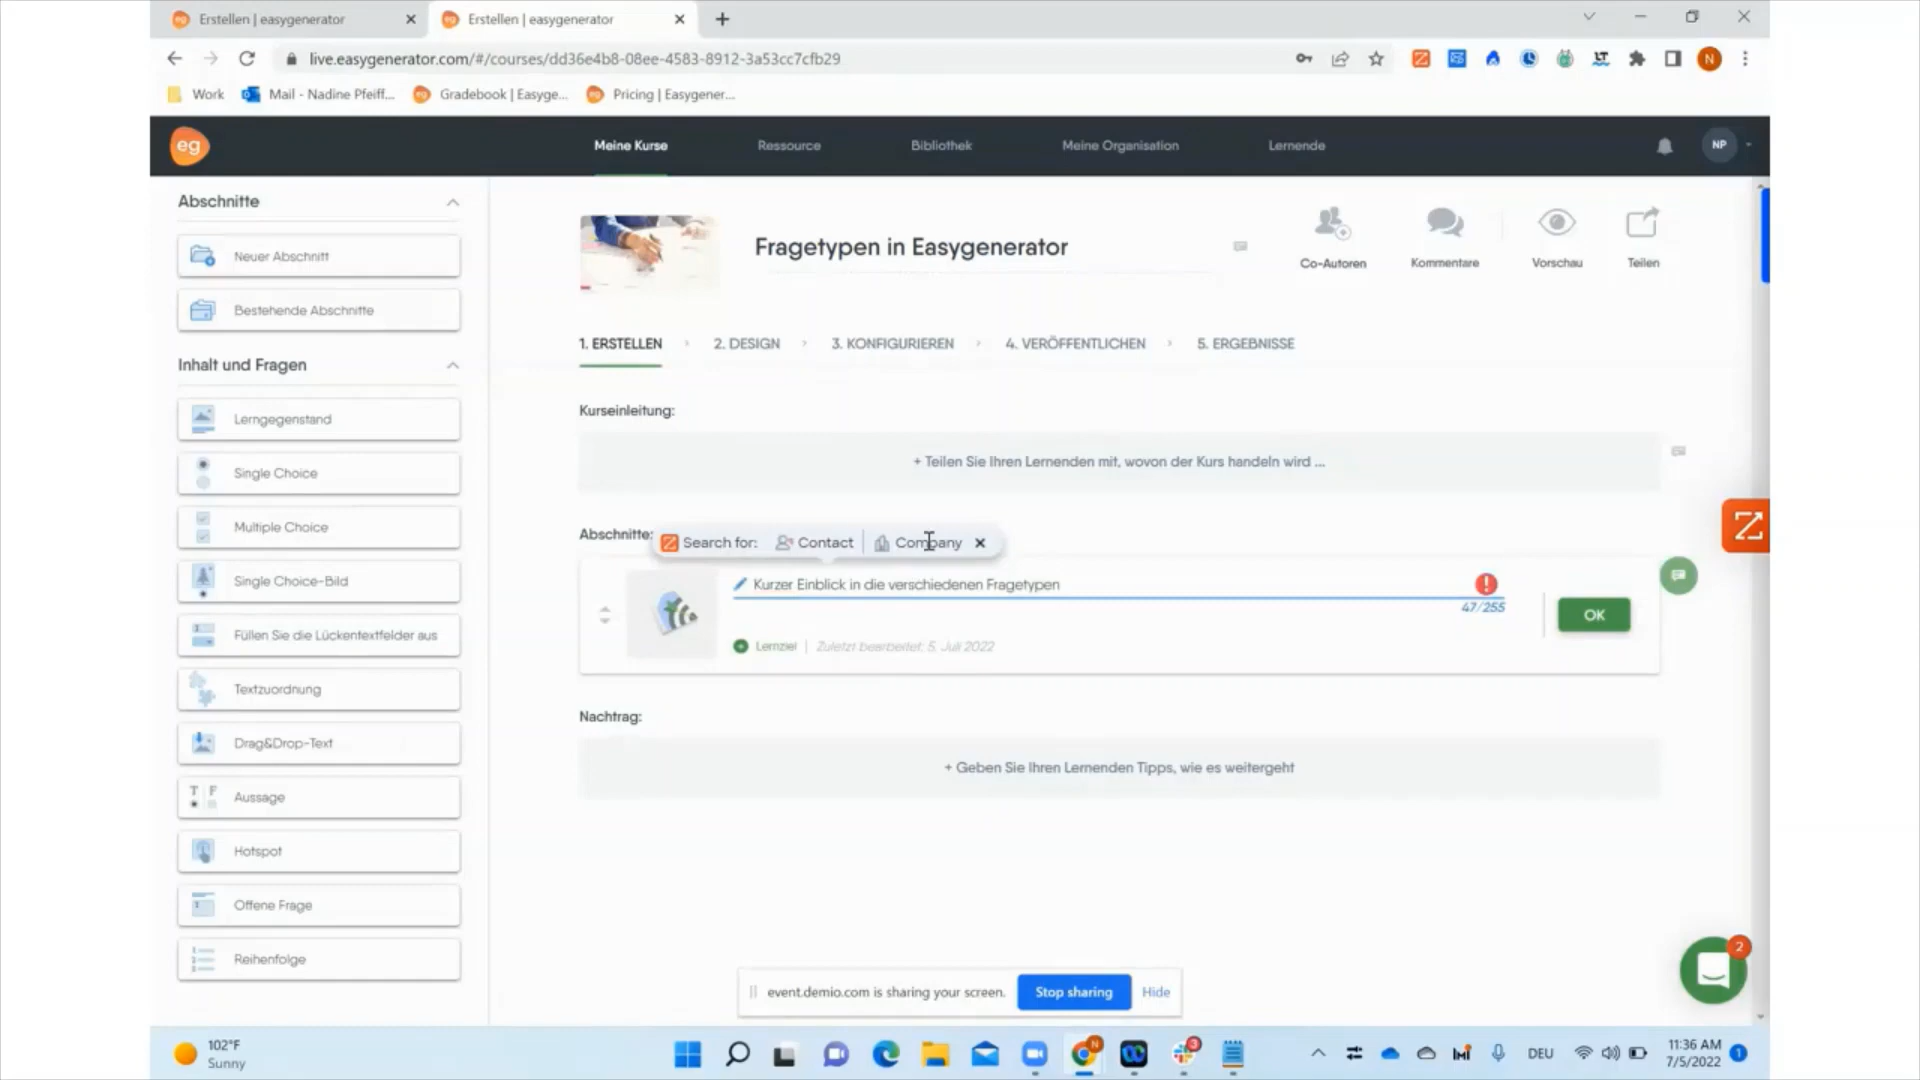 Erstellen | easygenerator
Erstellen | easygenerator
live.easygenerator.com/#/courses/dd36e4b8-08ee-4583-8912-3a53cc7cfb29
N
Work
Mail - Nadine Pfeiff...
Gradebook | Easyge...
Pricing | Easygener...
eg
Meine Kurse
Ressource
Bibliothek
Meine Organisation
Lernende
NP
Abschnitte
Neuer Abschnitt
Bestehende Abschnitte
Inhalt und Fragen
Lerngegenstand
Single Choice
Multiple Choice
Single Choice-Bild
Füllen Sie die Lückentextfelder aus
Textzuordnung
Drag&Drop-Text
T F
Aussage
Hotspot
Offene Frage
Reihenfolge
Fragetypen in Easygenerator
Co-Autoren
Kommentare
Vorschau
Teilen
1. ERSTELLEN
2. DESIGN
3. KONFIGURIEREN
4. VERÖFFENTLICHEN
5. ERGEBNISSE
Kurseinleitung:
+ Teilen Sie Ihren Lernenden mit, wovon der Kurs handeln wird ...
Abschnitte:
Search for:
Contact
Company
Kurzer Einblick in die verschiedenen Fragetypen
47/255
OK
Lernziel | Zuletzt bearbeitet: 5. Juli 2022
Nachtrag:
+ Geben Sie Ihren Lernenden Tipps, wie es weitergeht
2
event.demio.com is sharing your screen.
Stop sharing
Hide
102°F
Sunny
N
3
DEU
11:36 AM
7/5/2022
1